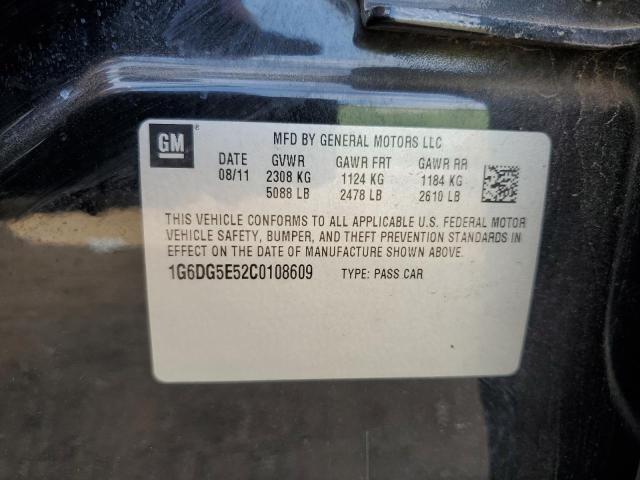 GM ®
MFD BY GENERAL MOTORS LLC
DATE GVWR GAWR FRT GAWR RR
08/11 2308 KG 1124 KG 1184 KG
5088 LB 2478 LB 2610 LB
THIS VEHICLE CONFORMS TO ALL APPLICABLE U.S. FEDERAL MOTOR
VEHICLE SAFETY, BUMPER, AND THEFT PREVENTION STANDARDS IN
EFFECT ON THE DATE OF MANUFACTURE SHOWN ABOVE.
1G6DG5E52C0108609 TYPE: PASS CAR